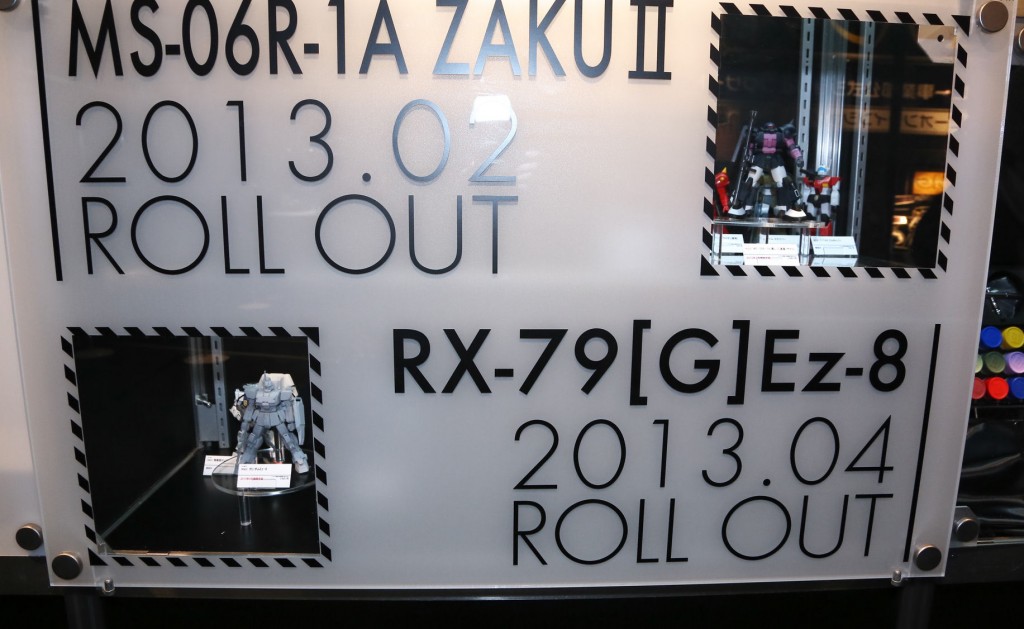 MS-06R-1A ZAKU II
2013.02
ROLL OUT
RX-79[G]Ez-8
2013.04
ROLL OUT